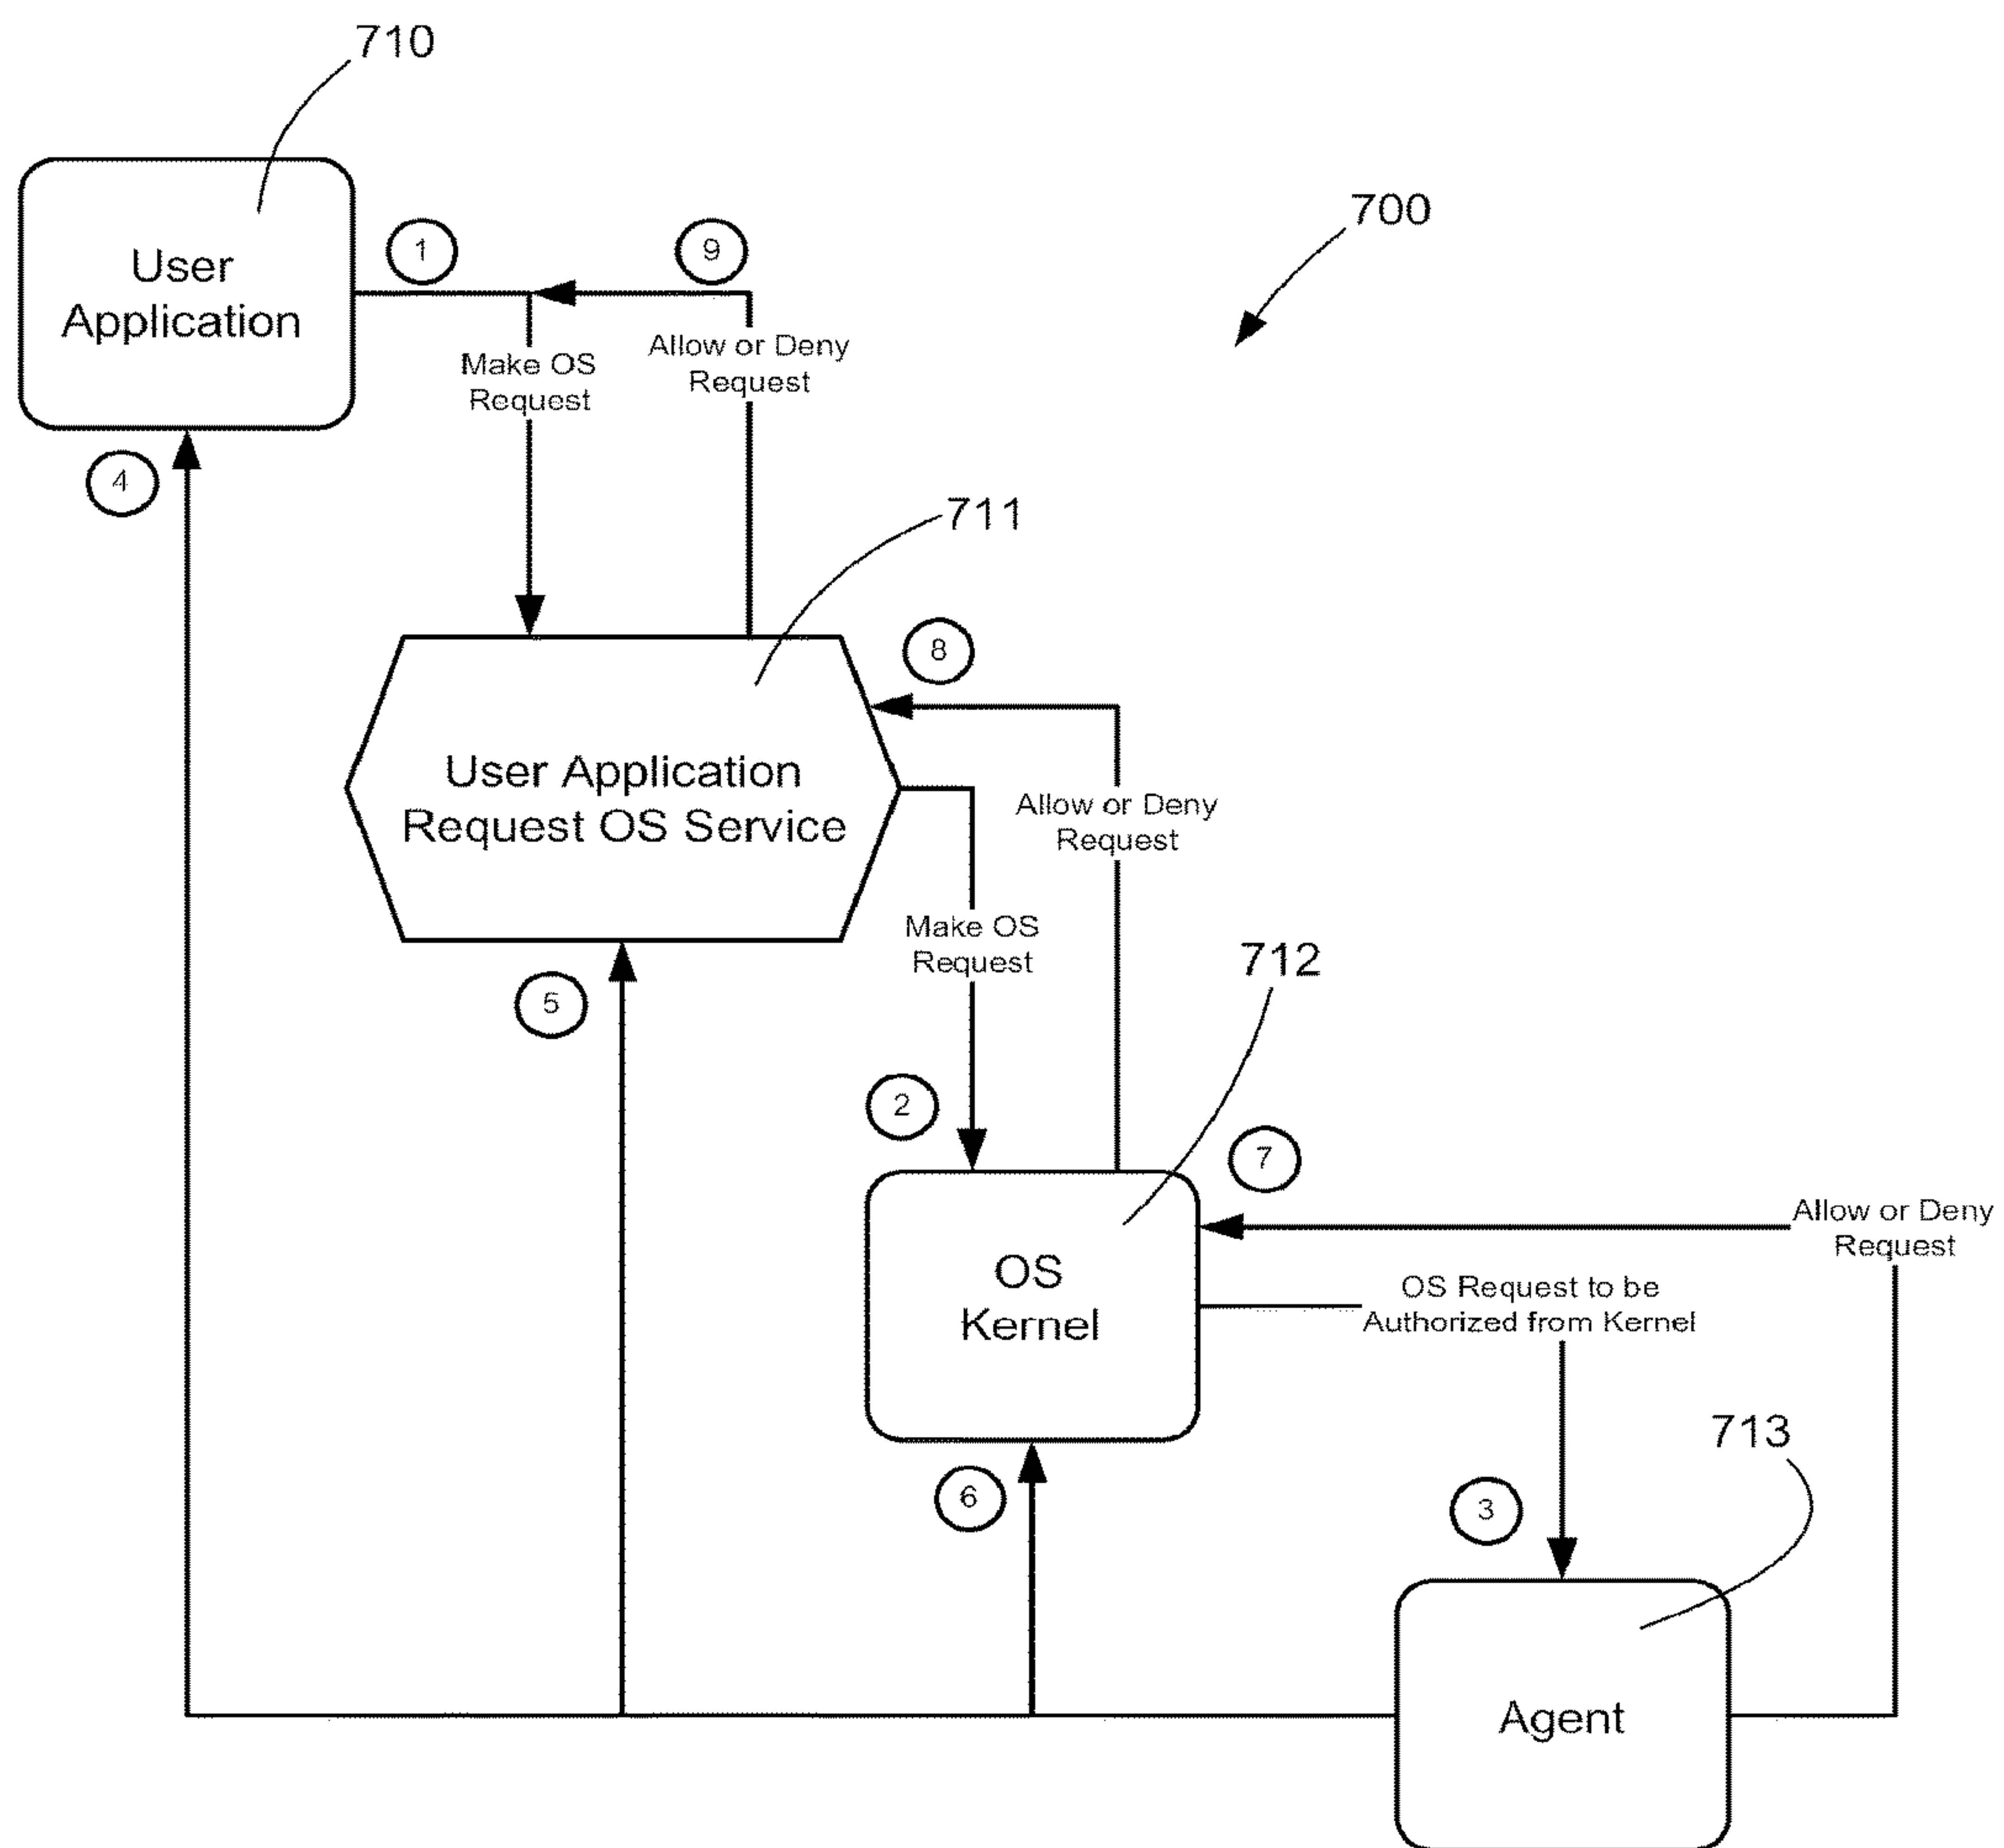 710
700
1
9
User
Application
Make OS
Request
Allow or Deny
Request
4
711
8
User Application
Request OS Service
Allow or Deny
Request
Make OS
Request
712
5
2
7
Allow or Deny
Request
OS
Kernel
OS Request to be
Authorized from Kernel
713
6
3
Agent